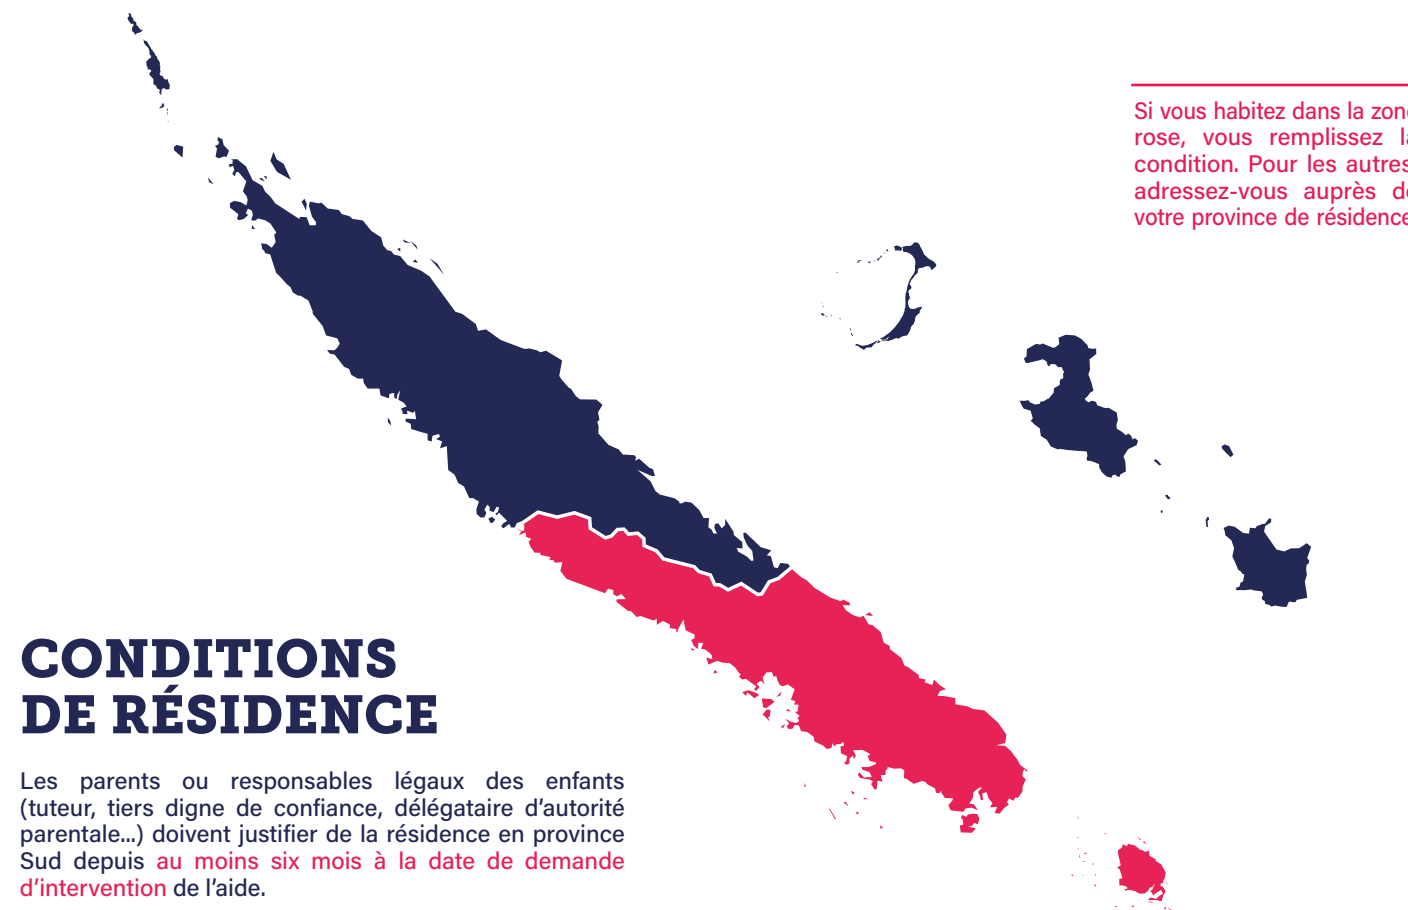 Si vous habitez dans la zone
rose, vous remplissez la
condition. Pour les autres,
adressez-vous auprès de
votre province de résidence
CONDITIONS
DE RÉSIDENCE
Les parents ou responsables légaux des enfants
(tuteur, tiers digne de confiance, délégataire d'autorité
parentale...) doivent justifier de la résidence en province
Sud depuis au moins six mois à la date de demande
d'intervention de l'aide.